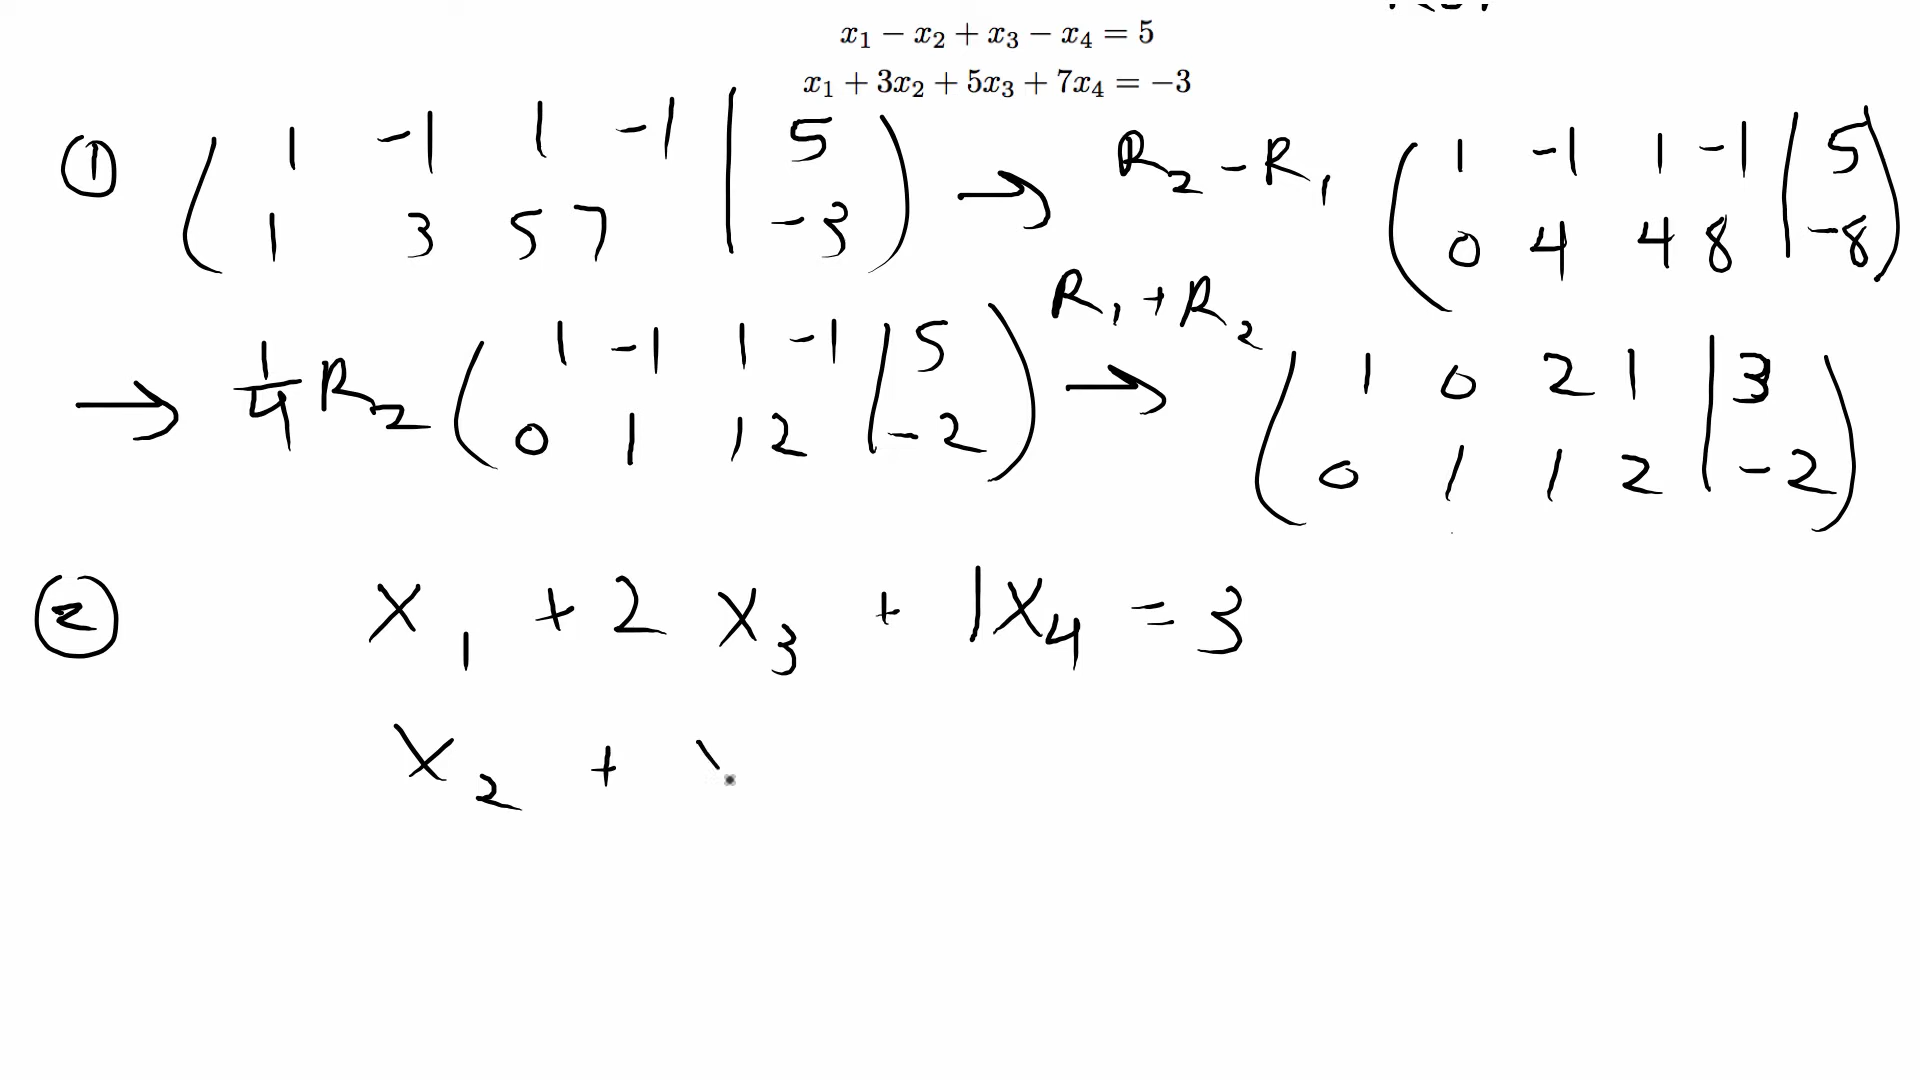 x₁ − x₂ + x₃ − x₄ = 5
x₁ + 3x₂ + 5x₃ + 7x₄ = −3
① ( 1 -1 1 -1 | 5 ) → R₂ - R₁ ( 1 -1 1 -1 | 5 )
( 1 3 5 7 | -3 ) ( 0 4 4 8 | -8 )
→ 1/4 R₂ ( 1 -1 1 -1 | 5 ) R₁ + R₂ → ( 1 0 2 1 | 3 )
( 0 1 1 2 | -2 ) ( 0 1 1 2 | -2 )
② x₁ + 2 x₃ + 1x₄ = 3
x₂ +